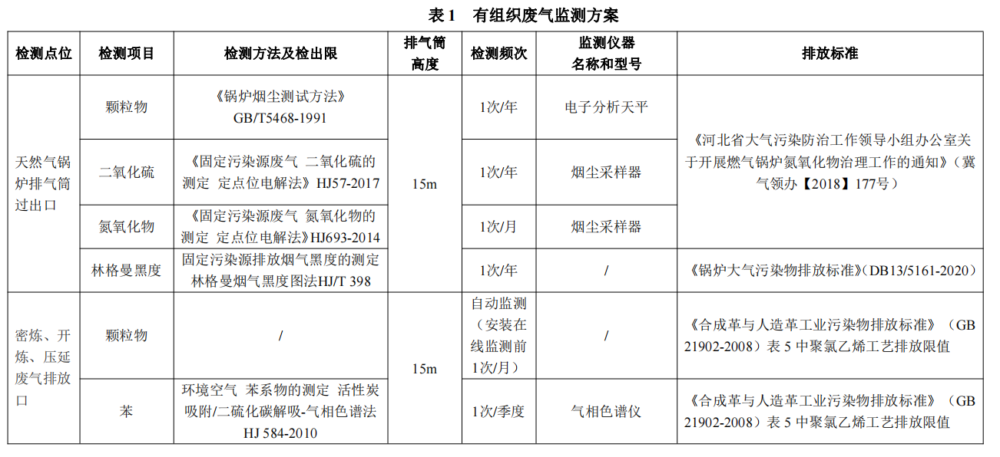 表 1 有组织废气监测方案
检测点位
检测项目
检测方法及检出限
排气筒
高度
检测频次
监测仪器
名称和型号
排放标准
天然气锅
炉排气筒
过出口
颗粒物
《锅炉烟尘测试方法》
GB/T5468-1991
15m
1次/年
电子分析天平
《河北省大气污染防治工作领导小组办公室关
于开展燃气锅炉氮氧化物治理工作的通知》（冀
气领办【2018】177号）
二氧化硫
《固定污染源废气 二氧化硫的
测定 定点位电解法》HJ57-2017
1次/年
烟尘采样器
氮氧化物
《固定污染源废气 氮氧化物的
测定 定点位电解法》HJ693-2014
1次/月
烟尘采样器
林格曼黑度
固定污染源排放烟气黑度的测定
林格曼烟气黑度图法HJ/T 398
1次/年
/
《锅炉大气污染物排放标准》（DB13/5161-2020）
密炼、开
炼、压延
废气排放
口
颗粒物
/
15m
自动监测
（安装在
线监测前
1次/月）
/
《合成革与人造革工业污染物排放标准》（GB
21902-2008）表 5 中聚氯乙烯工艺排放限值
苯
环境空气 苯系物的测定 活性炭
吸附/二硫化碳解吸-气相色谱法
HJ 584-2010
1次/季度
气相色谱仪
《合成革与人造革工业污染物排放标准》（GB
21902-2008）表 5 中聚氯乙烯工艺排放限值